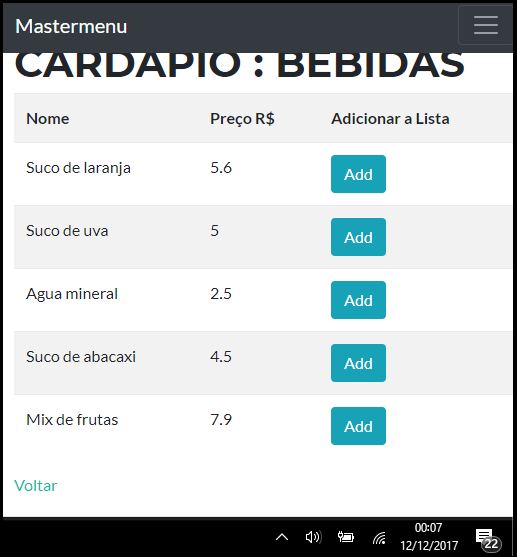 Mastermenu
CARDÁPIO : BEBIDAS
Nome Preço R$ Adicionar a Lista
Suco de laranja 5.6 Add
Suco de uva 5 Add
Agua mineral 2.5 Add
Suco de abacaxi 4.5 Add
Mix de frutas 7.9 Add
Voltar
00:07
12/12/2017
22